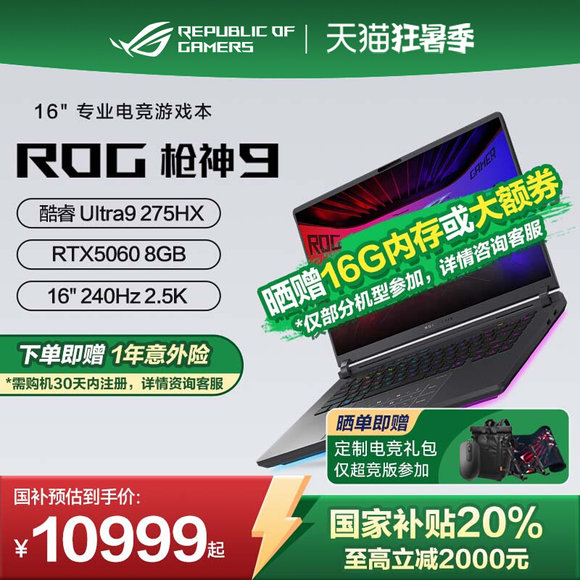 REPUBLIC OF
GAMERS
天猫狂暑季
16" 专业电竞游戏本
ROG 枪神9
酷睿 Ultra9 275HX
RTX5060 8GB
16" 240Hz 2.5K
GAMER
ROG
晒赠16G内存或大额券
*仅部分机型参加,详情咨询客服
下单即赠 1年意外险
*需购机30天内注册,详情咨询客服
晒单即赠
定制电竞礼包
仅超竞版参加
国补预估到手价:
¥10999起
国家补贴20%
至高立减2000元